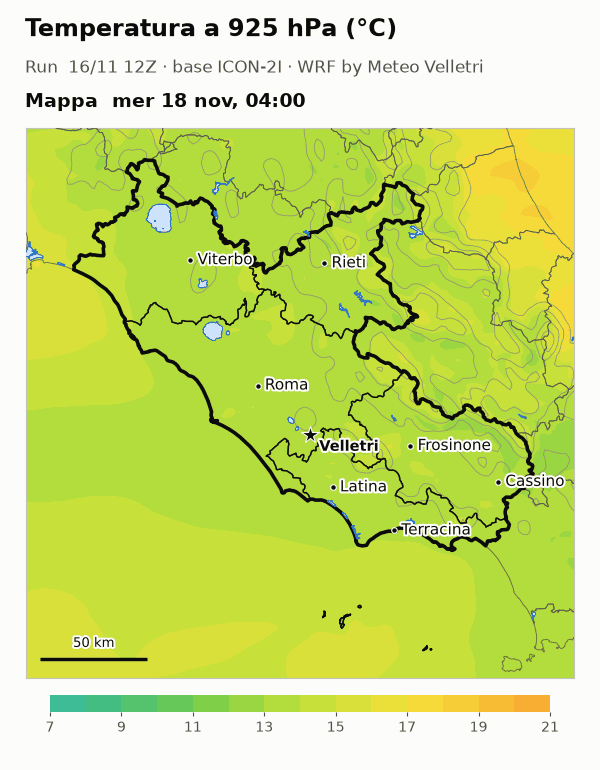 Temperatura a 925 hPa (°C)
Run  16/11 12Z · base ICON-2I · WRF by Meteo Velletri
Mappa  mer 18 nov, 04:00
Viterbo
Rieti
Roma
Velletri
Frosinone
Latina
Cassino
Terracina
50 km
7 9 11 13 15 17 19 21